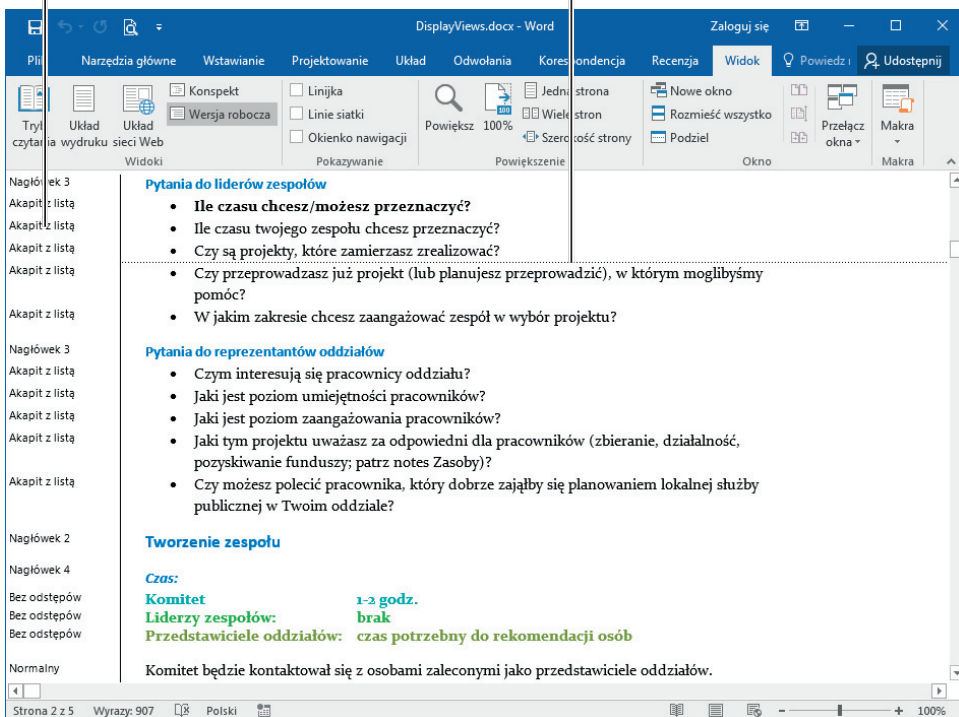 DisplayViews.docx - Word Zaloguj się
Pli Narzędzia główne Wstawianie Projektowanie Układ Odwołania Korespondencja Recenzja Widok Powiedz i Udostępnij
Tryb czytania
Układ wydruku
Układ sieci Web
Konspekt
Wersja robocza
Widoki
Linijka
Linie siatki
Okienko nawigacji
Pokazywanie
Powiększ
100
100%
Jedna strona
Wiele stron
Szerokość strony
Powiększenie
Nowe okno
Rozmieść wszystko
Podziel
Przełącz okna
Okno
Makra
Makra
Nagłówek 3 Pytania do liderów zespołów
Akapit z listą • Ile czasu chcesz/możesz przeznaczyć?
Akapit z listą • Ile czasu twojego zespołu chcesz przeznaczyć?
Akapit z listą • Czy są projekty, które zamierzasz zrealizować?
Akapit z listą • Czy przeprowadzasz już projekt (lub planujesz przeprowadzić), w którym moglibyśmy
pomóc?
Akapit z listą • W jakim zakresie chcesz zaangażować zespół w wybór projektu?
Nagłówek 3 Pytania do reprezentantów oddziałów
Akapit z listą • Czym interesują się pracownicy oddziału?
Akapit z listą • Jaki jest poziom umiejętności pracowników?
Akapit z listą • Jaki jest poziom zaangażowania pracowników?
Akapit z listą • Jaki tym projektu uważasz za odpowiedni dla pracowników (zbieranie, działalność,
pozyskiwanie funduszy; patrz notes Zasoby)?
Akapit z listą • Czy możesz polecić pracownika, który dobrze zająłby się planowaniem lokalnej służby
publicznej w Twoim oddziale?
Nagłówek 2 Tworzenie zespołu
Nagłówek 4 Czas:
Bez odstępów Komitet 1-2 godz.
Bez odstępów Liderzy zespołów: brak
Bez odstępów Przedstawiciele oddziałów: czas potrzebny do rekomendacji osób
Normalny Komitet będzie kontaktował się z osobami zaleconymi jako przedstawiciele oddziałów.
Strona 2 z 5 Wyrazy: 907 Polski 100%